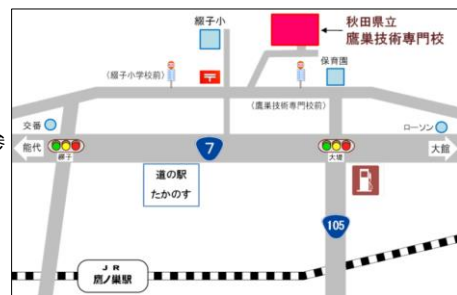 綴子小
秋田県立
鷹巣技術専門校
保育園
（綴子小学校前）
〒
（鷹巣技術専門校前）
交番
ローソン
能代
綴子
7
大堤
大館
道の駅
たかのす
105
ＪＲ
鷹ノ巣駅